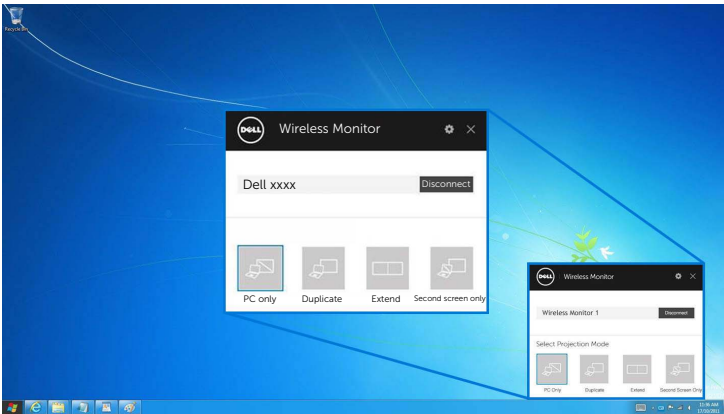 Recycle Bin
DELL
Wireless Monitor
Dell xxxx
Disconnect
PC only
Duplicate
Extend
Second screen only
DELL
Wireless Monitor
Wireless Monitor 1
Disconnect
Select Projection Mode
PC Only
Duplicate
Extend
Second Screen Only